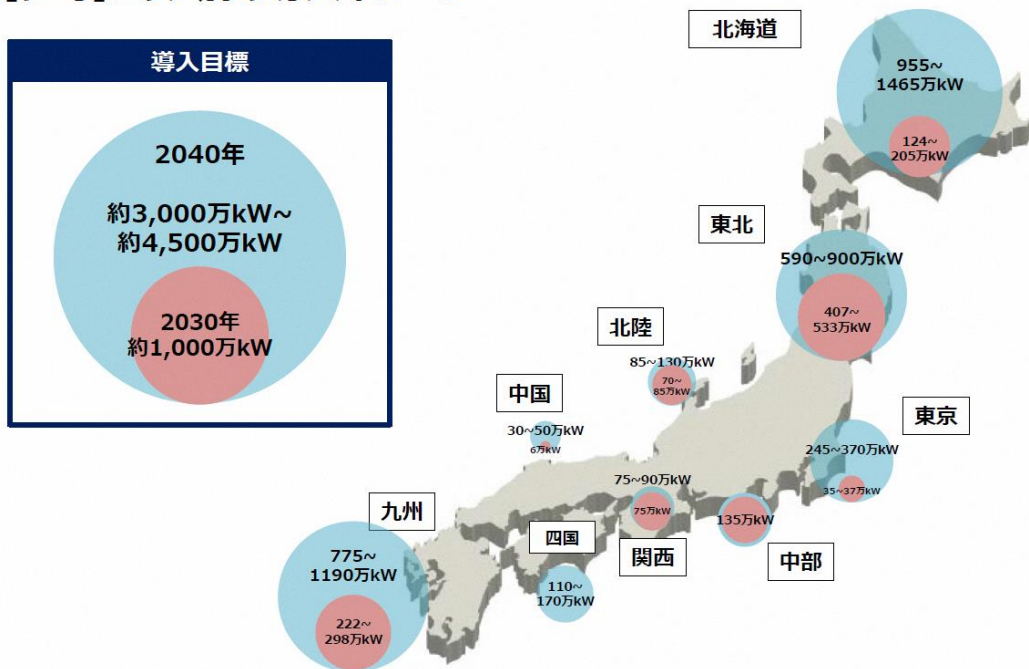 導入目標
2040年
約3,000万kW~
約4,500万kW
2030年
約1,000万kW
北海道
955~
1465万kW
124~
205万kW
東北
590~900万kW
407~
533万kW
北陸
85~130万kW
70~
85万kW
中国
30~50万kW
6万kW
東京
245~370万kW
35~37万kW
75~90万kW
75万kW
関西
135万kW
中部
九州
775~
1190万kW
222~
298万kW
四国
110~
170万kW